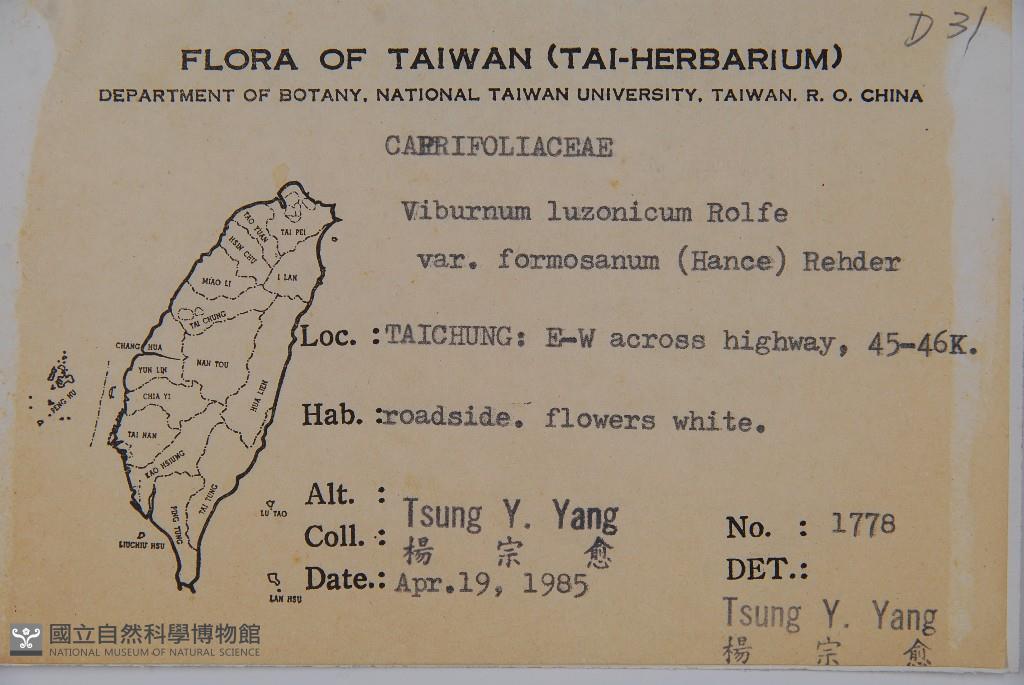 D 31
FLORA OF TAIWAN (TAI-HERBARIUM)
DEPARTMENT OF BOTANY, NATIONAL TAIWAN UNIVERSITY, TAIWAN. R. O. CHINA
CAPRIFOLIACEAE
Viburnum luzonicum Rolfe
var. formosanum (Hance) Rehder
Loc. : TAICHUNG: E-W across highway, 45-46K.
Hab. : roadside. flowers white.
Alt. :
Coll. : Tsung Y. Yang
楊 宗 愈
Date.: Apr.19, 1985
No. : 1778
DET.:
Tsung Y. Yang
楊 宗 愈
TAI PEI
TAO YUAN
HSIN CHU
I LAN
MIAO LI
TAI CHUNG
CHANG HUA
NAN TOU
YUN LIN
CHIA YI
HUA LIEN
PENG HU
TAI NAN
KAO HSIUNG
TAI TUNG
PING TUNG
LU TAO
LIUCHIU HSU
LAN HSU
國立自然科學博物館
NATIONAL MUSEUM OF NATURAL SCIENCE